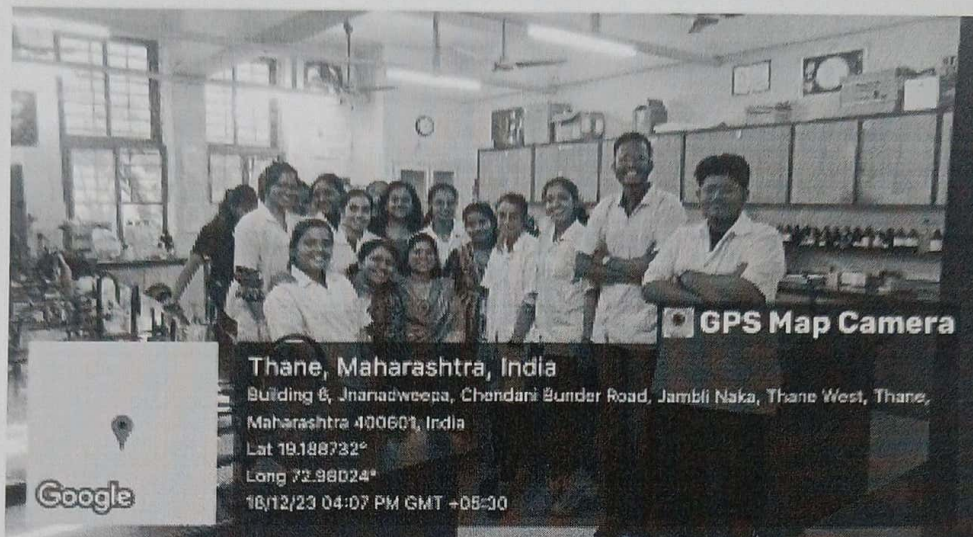 GPS Map Camera
Thane, Maharashtra, India
Building 6, Jnanadweepa, Chendani Bunder Road, Jambli Naka, Thane West, Thane,
Maharashtra 400601, India
Lat 19.188732°
Long 72.98024°
18/12/23 04:07 PM GMT +05:30
Google